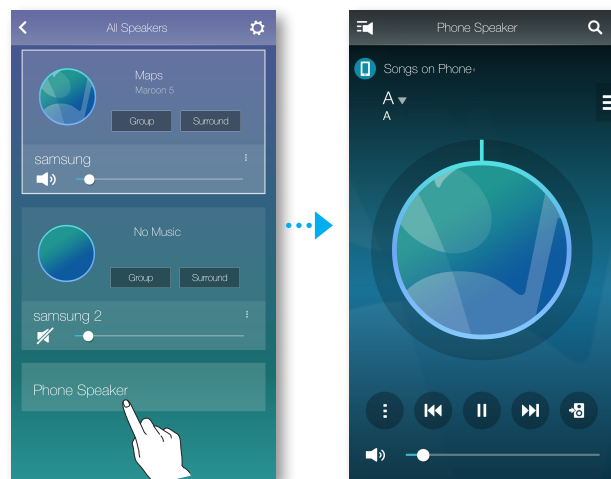 All Speakers
Maps
Maroon 5
Group
Surround
samsung
No Music
Group
Surround
samsung 2
Phone Speaker
Phone Speaker
Songs on Phone
A
A